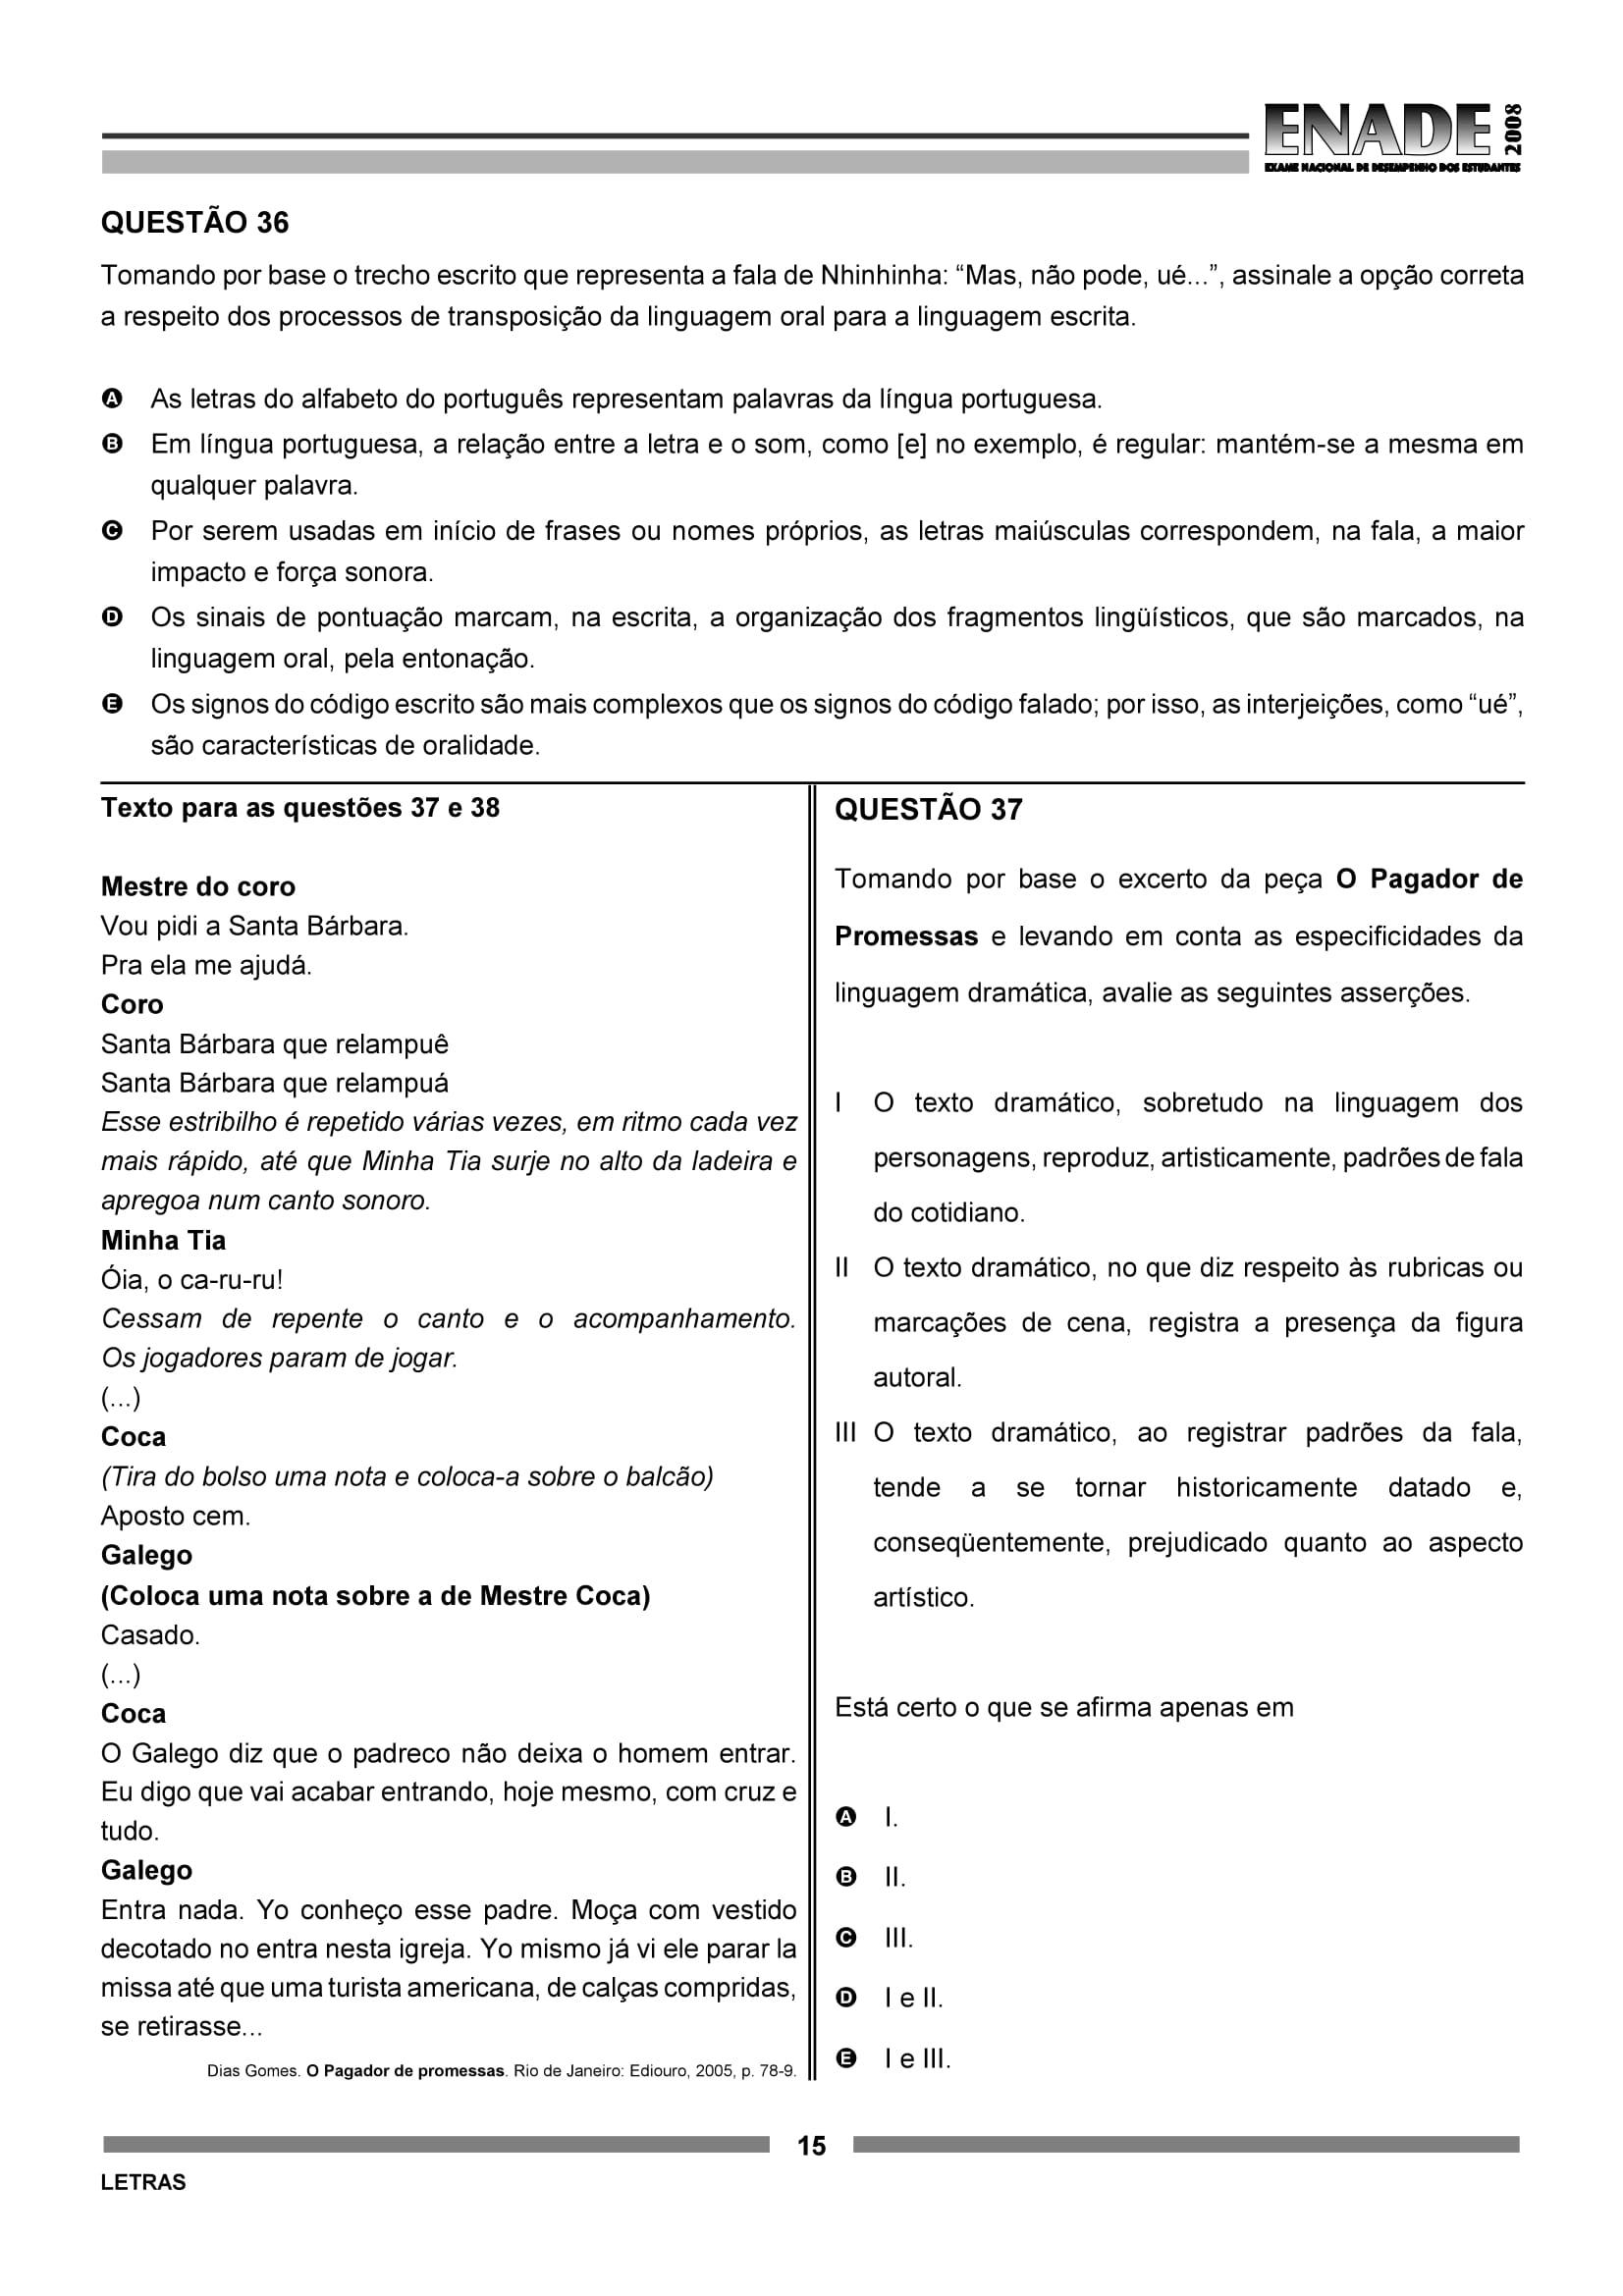 ENADE 2008
EXAME NACIONAL DE DESEMPENHO DOS ESTUDANTES
QUESTÃO 36
Tomando por base o trecho escrito que representa a fala de Nhinhinha: “Mas, não pode, ué...”, assinale a opção correta
a respeito dos processos de transposição da linguagem oral para a linguagem escrita.
A As letras do alfabeto do português representam palavras da língua portuguesa.
B Em língua portuguesa, a relação entre a letra e o som, como [e] no exemplo, é regular: mantém-se a mesma em
qualquer palavra.
C Por serem usadas em início de frases ou nomes próprios, as letras maiúsculas correspondem, na fala, a maior
impacto e força sonora.
D Os sinais de pontuação marcam, na escrita, a organização dos fragmentos lingüísticos, que são marcados, na
linguagem oral, pela entonação.
E Os signos do código escrito são mais complexos que os signos do código falado; por isso, as interjeições, como “ué”,
são características de oralidade.
Texto para as questões 37 e 38
Mestre do coro
Vou pidi a Santa Bárbara.
Pra ela me ajudá.
Coro
Santa Bárbara que relampuê
Santa Bárbara que relampuá
Esse estribilho é repetido várias vezes, em ritmo cada vez
mais rápido, até que Minha Tia surje no alto da ladeira e
apregoa num canto sonoro.
Minha Tia
Óia, o ca-ru-ru!
Cessam de repente o canto e o acompanhamento.
Os jogadores param de jogar.
(...)
Coca
(Tira do bolso uma nota e coloca-a sobre o balcão)
Aposto cem.
Galego
(Coloca uma nota sobre a de Mestre Coca)
Casado.
(...)
Coca
O Galego diz que o padreco não deixa o homem entrar.
Eu digo que vai acabar entrando, hoje mesmo, com cruz e
tudo.
Galego
Entra nada. Yo conheço esse padre. Moça com vestido
decotado no entra nesta igreja. Yo mismo já vi ele parar la
missa até que uma turista americana, de calças compridas,
se retirasse...
Dias Gomes. O Pagador de promessas. Rio de Janeiro: Ediouro, 2005, p. 78-9.
QUESTÃO 37
Tomando por base o excerto da peça O Pagador de
Promessas e levando em conta as especificidades da
linguagem dramática, avalie as seguintes asserções.
I O texto dramático, sobretudo na linguagem dos
personagens, reproduz, artisticamente, padrões de fala
do cotidiano.
II O texto dramático, no que diz respeito às rubricas ou
marcações de cena, registra a presença da figura
autoral.
III O texto dramático, ao registrar padrões da fala,
tende a se tornar historicamente datado e,
conseqüentemente, prejudicado quanto ao aspecto
artístico.
Está certo o que se afirma apenas em
A I.
B II.
C III.
D I e II.
E I e III.
15
LETRAS